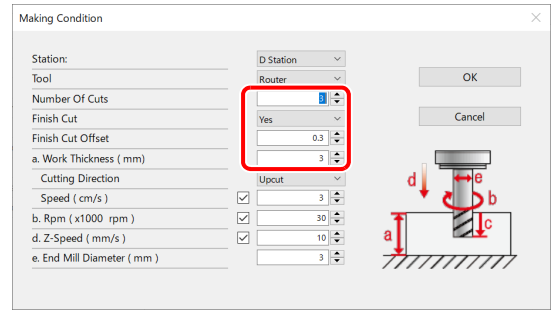 Making Condition
Station: D Station
Tool Router
Number Of Cuts 3
Finish Cut Yes
Finish Cut Offset 0.3
a. Work Thickness ( mm) 3
Cutting Direction Upcut
Speed ( cm/s ) 3
b. Rpm ( x1000 rpm ) 30
d. Z-Speed ( mm/s ) 10
e. End Mill Diameter ( mm ) 3
OK
Cancel
d e
b
a c